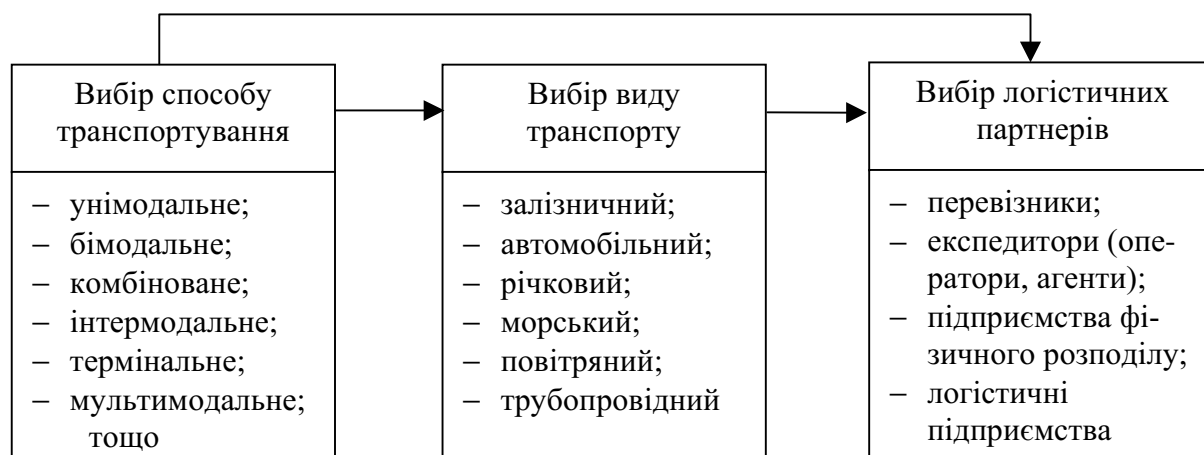 Вибір способу
транспортування
– унімодальне;
– бімодальне;
– комбіноване;
– інтермодальне;
– термінальне;
– мультимодальне;
тощо
Вибір виду
транспорту
– залізничний;
– автомобільний;
– річковий;
– морський;
– повітряний;
– трубопровідний
Вибір логістичних
партнерів
– перевізники;
– експедитори (опе-
ратори, агенти);
– підприємства фі-
зичного розподілу;
– логістичні
підприємства